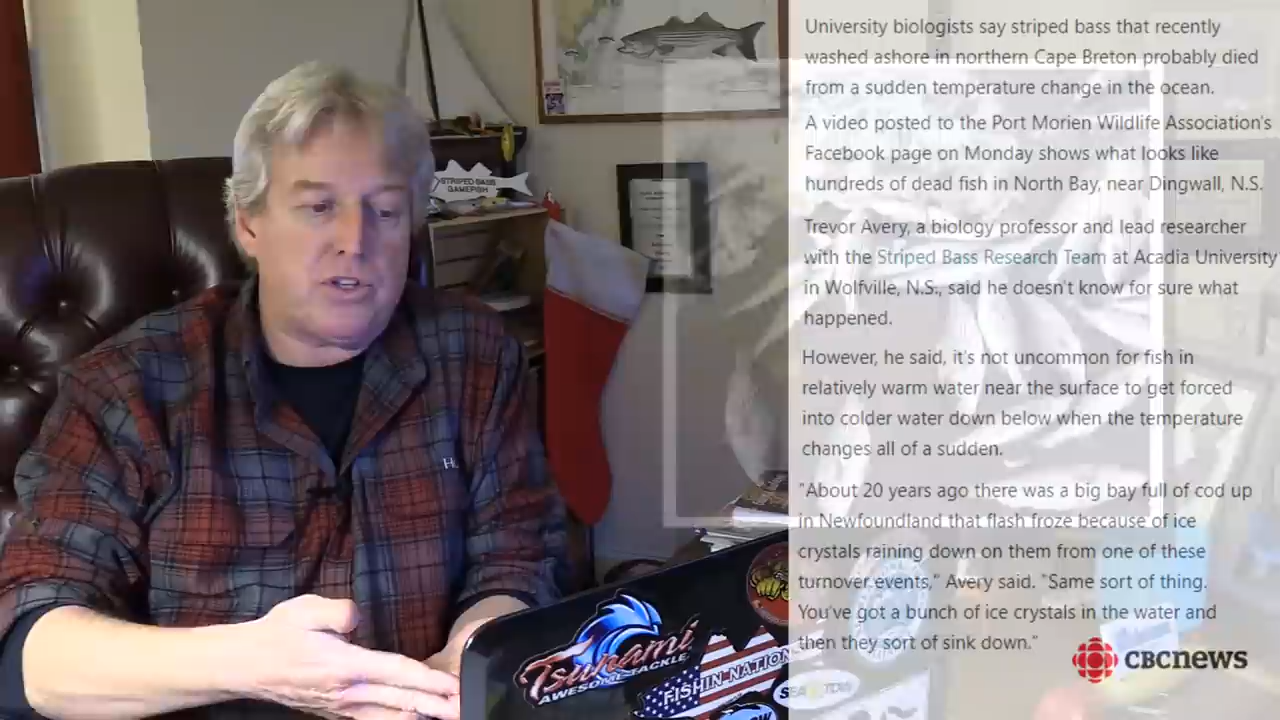 University biologists say striped bass that recently
washed ashore in northern Cape Breton probably died
from a sudden temperature change in the ocean.
A video posted to the Port Morien Wildlife Association's
Facebook page on Monday shows what looks like
hundreds of dead fish in North Bay, near Dingwall, N.S.
Trevor Avery, a biology professor and lead researcher
with the Striped Bass Research Team at Acadia University
in Wolfville, N.S., said he doesn't know for sure what
happened.
However, he said, it's not uncommon for fish in
relatively warm water near the surface to get forced
into colder water down below when the temperature
changes all of a sudden.
"About 20 years ago there was a big bay full of cod up
in Newfoundland that flash froze because of ice
crystals raining down on them from one of these
turnover events," Avery said. "Same sort of thing.
You've got a bunch of ice crystals in the water and
then they sort of sink down."
CBCNEWS
STRIPED BASS
GAMEFISH
Tsunami
AWESOME TACKLE
FISHIN-NATION
SEA TOW